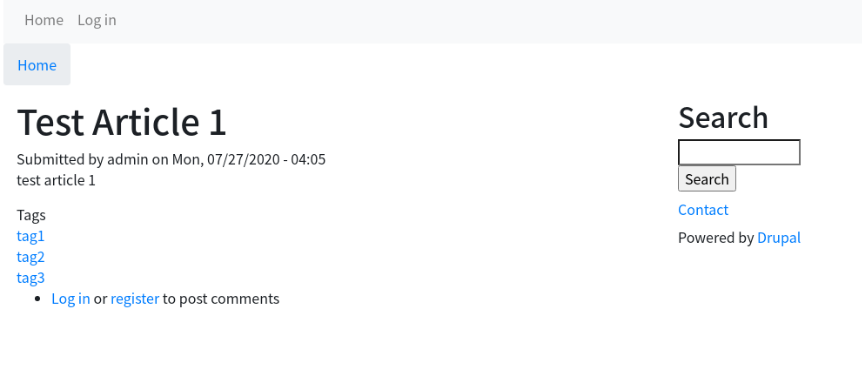 Home Log in
Home
Test Article 1
Submitted by admin on Mon, 07/27/2020 - 04:05
test article 1
Tags
tag1
tag2
tag3
Log in or register to post comments
Search
Search
Contact
Powered by Drupal